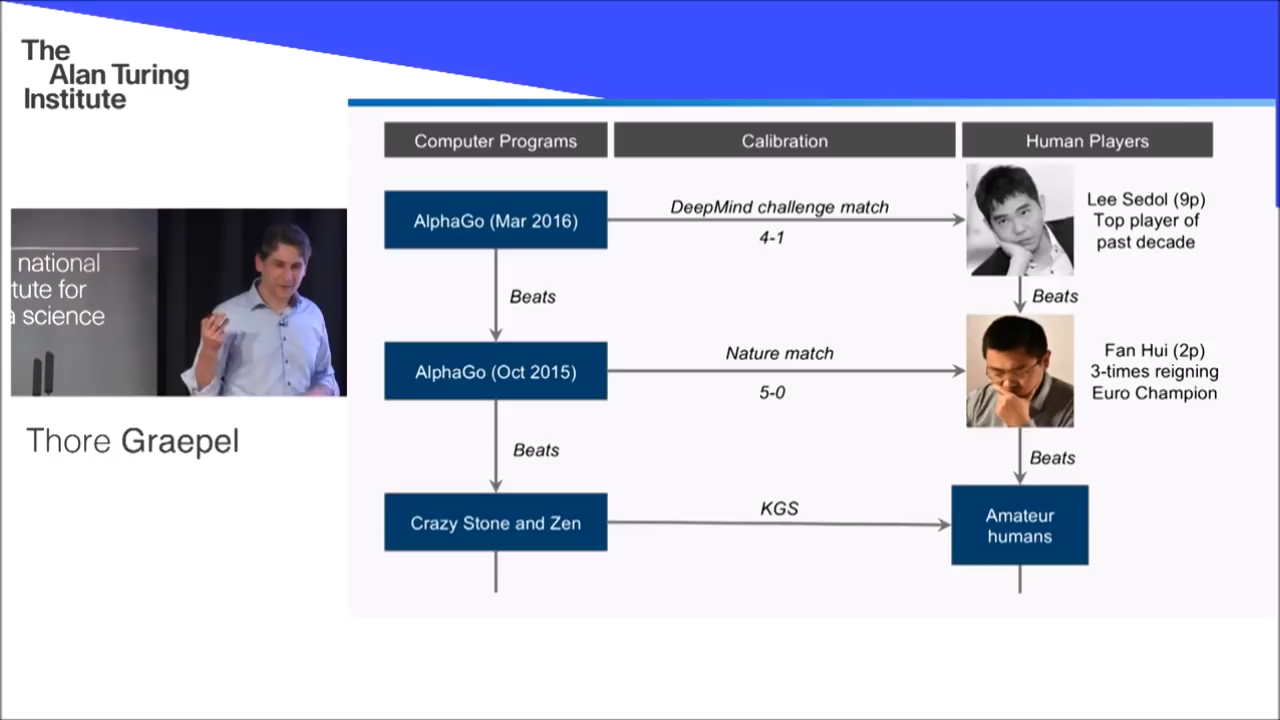 The
Alan Turing
Institute
national
tute for
science
Thore Graepel
Computer Programs
Calibration
Human Players
AlphaGo (Mar 2016)
DeepMind challenge match
4-1
Lee Sedol (9p)
Top player of
past decade
Beats
Beats
AlphaGo (Oct 2015)
Nature match
5-0
Fan Hui (2p)
3-times reigning
Euro Champion
Beats
Beats
Crazy Stone and Zen
KGS
Amateur
humans